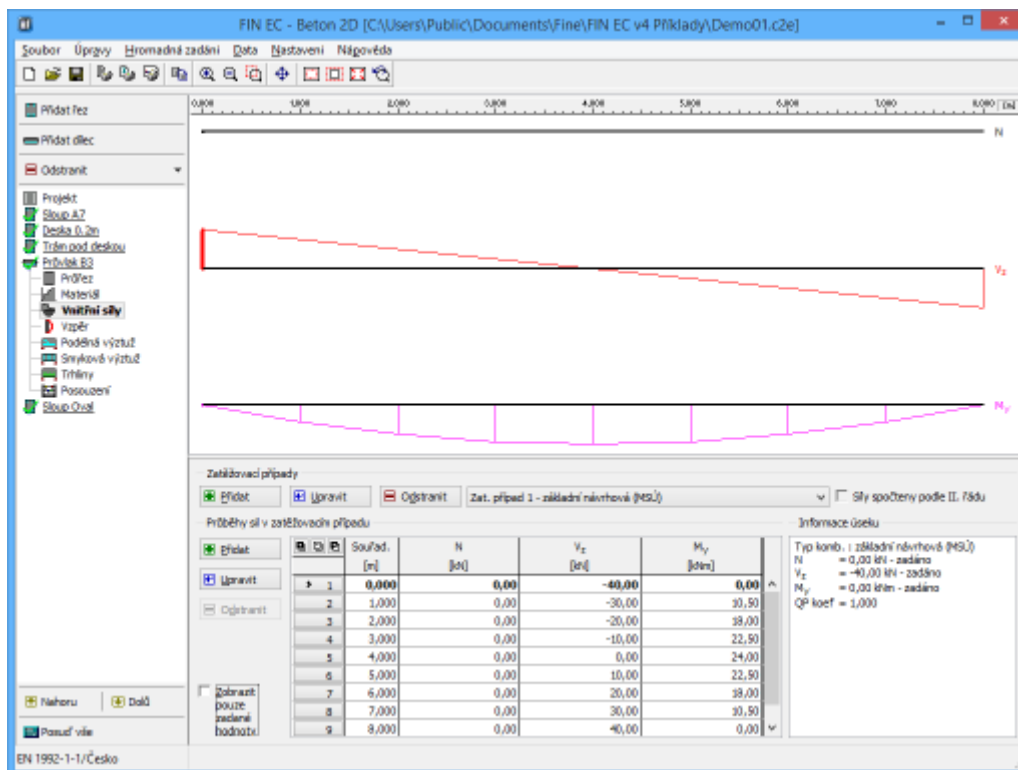 FIN EC - Beton 2D [C:\Users\Public\Documents\Fine\FIN EC v4 Příklady\Demo01.c2e]
Soubor Úpravy Hromadná zadání Data Nastavení Nápověda
Přidat řez
Přidat dílec
Odstranit
Projekt
Sloup A7
Deska 0.2m
Trám pod deskou
Průvlak B3
Průřez
Materiál
Vnitřní síly
Vzpěr
Podélná výztuž
Smyková výztuž
Trhliny
Posouzení
Sloup Oval
Nahoru Dolů
Posuď vše
0,000 1,000 2,000 3,000 4,000 5,000 6,000 7,000 8,000 [m]
N
Vz
My
Zatěžovací případy
Přidat Upravit Odstranit Zat. případ 1 - základní návrhová (MSÚ) Síly spočteny podle II. řádu
Průběhy sil v zatěžovacím případu
Přidat
Upravit
Odstranit
Zobrazit
pouze
zadané
hodnoty
Souřad. N Vz My
[m] [kN] [kN] [kNm]
1 0,000 0,00 -40,00 0,00
2 1,000 0,00 -30,00 10,50
3 2,000 0,00 -20,00 18,00
4 3,000 0,00 -10,00 22,50
5 4,000 0,00 0,00 24,00
6 5,000 0,00 10,00 22,50
7 6,000 0,00 20,00 18,00
8 7,000 0,00 30,00 10,50
9 8,000 0,00 40,00 0,00
Informace úseku
Typ komb. : základní návrhová (MSÚ)
N = 0,00 kN - zadáno
Vz = -40,00 kN - zadáno
My = 0,00 kNm - zadáno
QP koef = 1,000
EN 1992-1-1/Česko